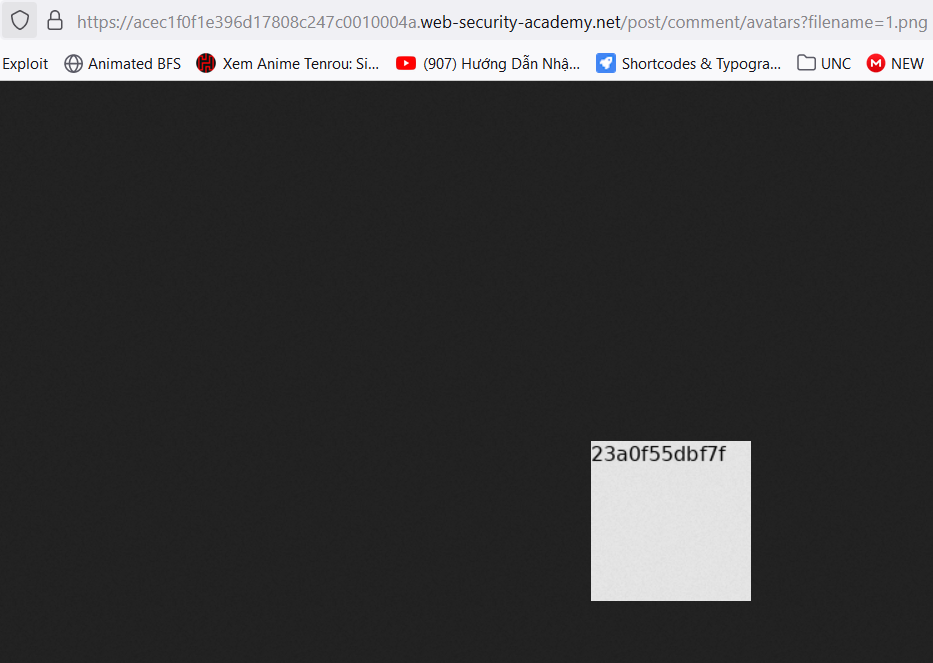 https://acec1f0f1e396d17808c247c0010004a.web-security-academy.net/post/comment/avatars?filename=1.png
Exploit Animated BFS Xem Anime Tenrou: Si... (907) Hướng Dẫn Nhậ... Shortcodes & Typogra... UNC M NEW
23a0f55dbf7f